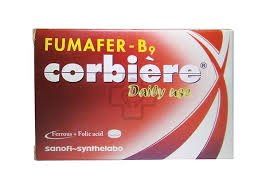 FUMAFER-B9
corbière®
Daily use
Ferrous + Folic acid
sanofi~synthelabo